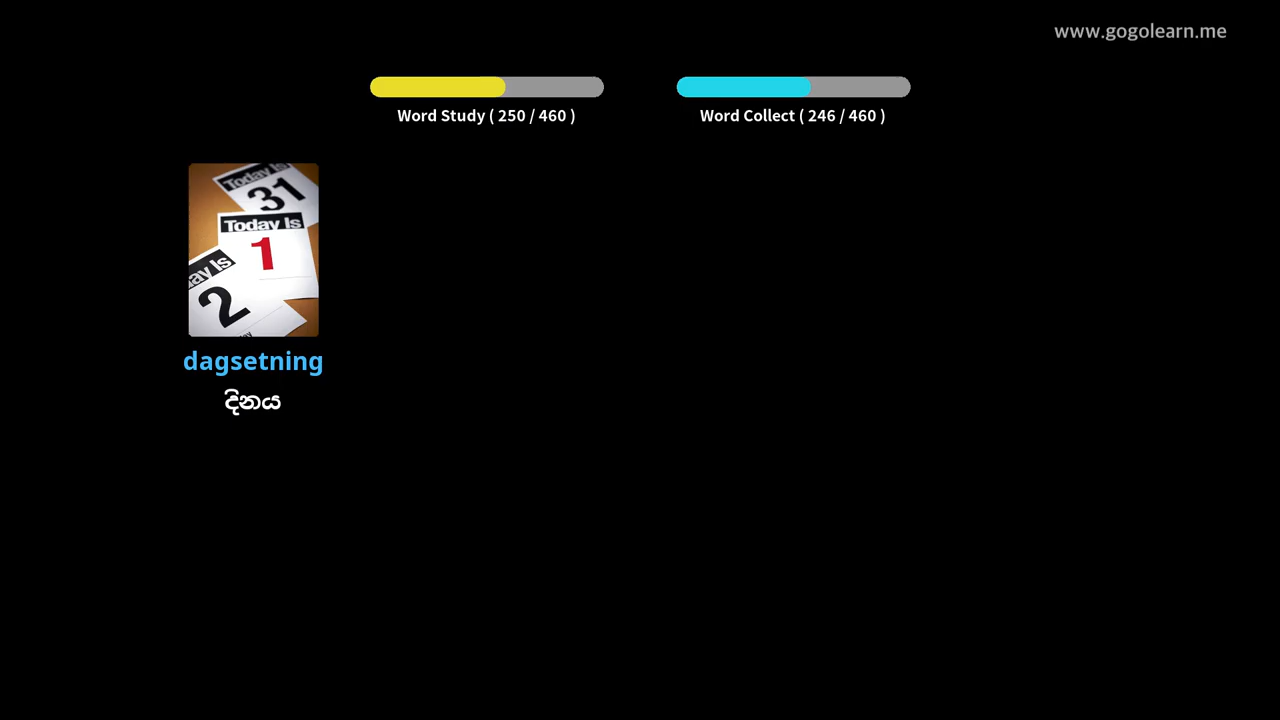 www.gogolearn.me
Word Study ( 250 / 460 )
Word Collect ( 246 / 460 )
Today Is
31
Today Is
1
ay Is
2
dagsetning
දිනය